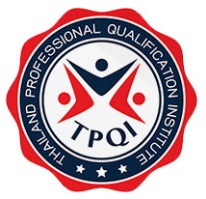 THAILAND PROFESSIONAL QUALIFICATION INSTITUTE
TPQI